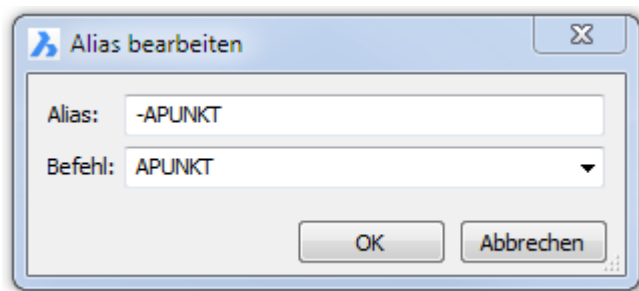 Alias bearbeiten
Alias: -APUNKT
Befehl: APUNKT
OK Abbrechen